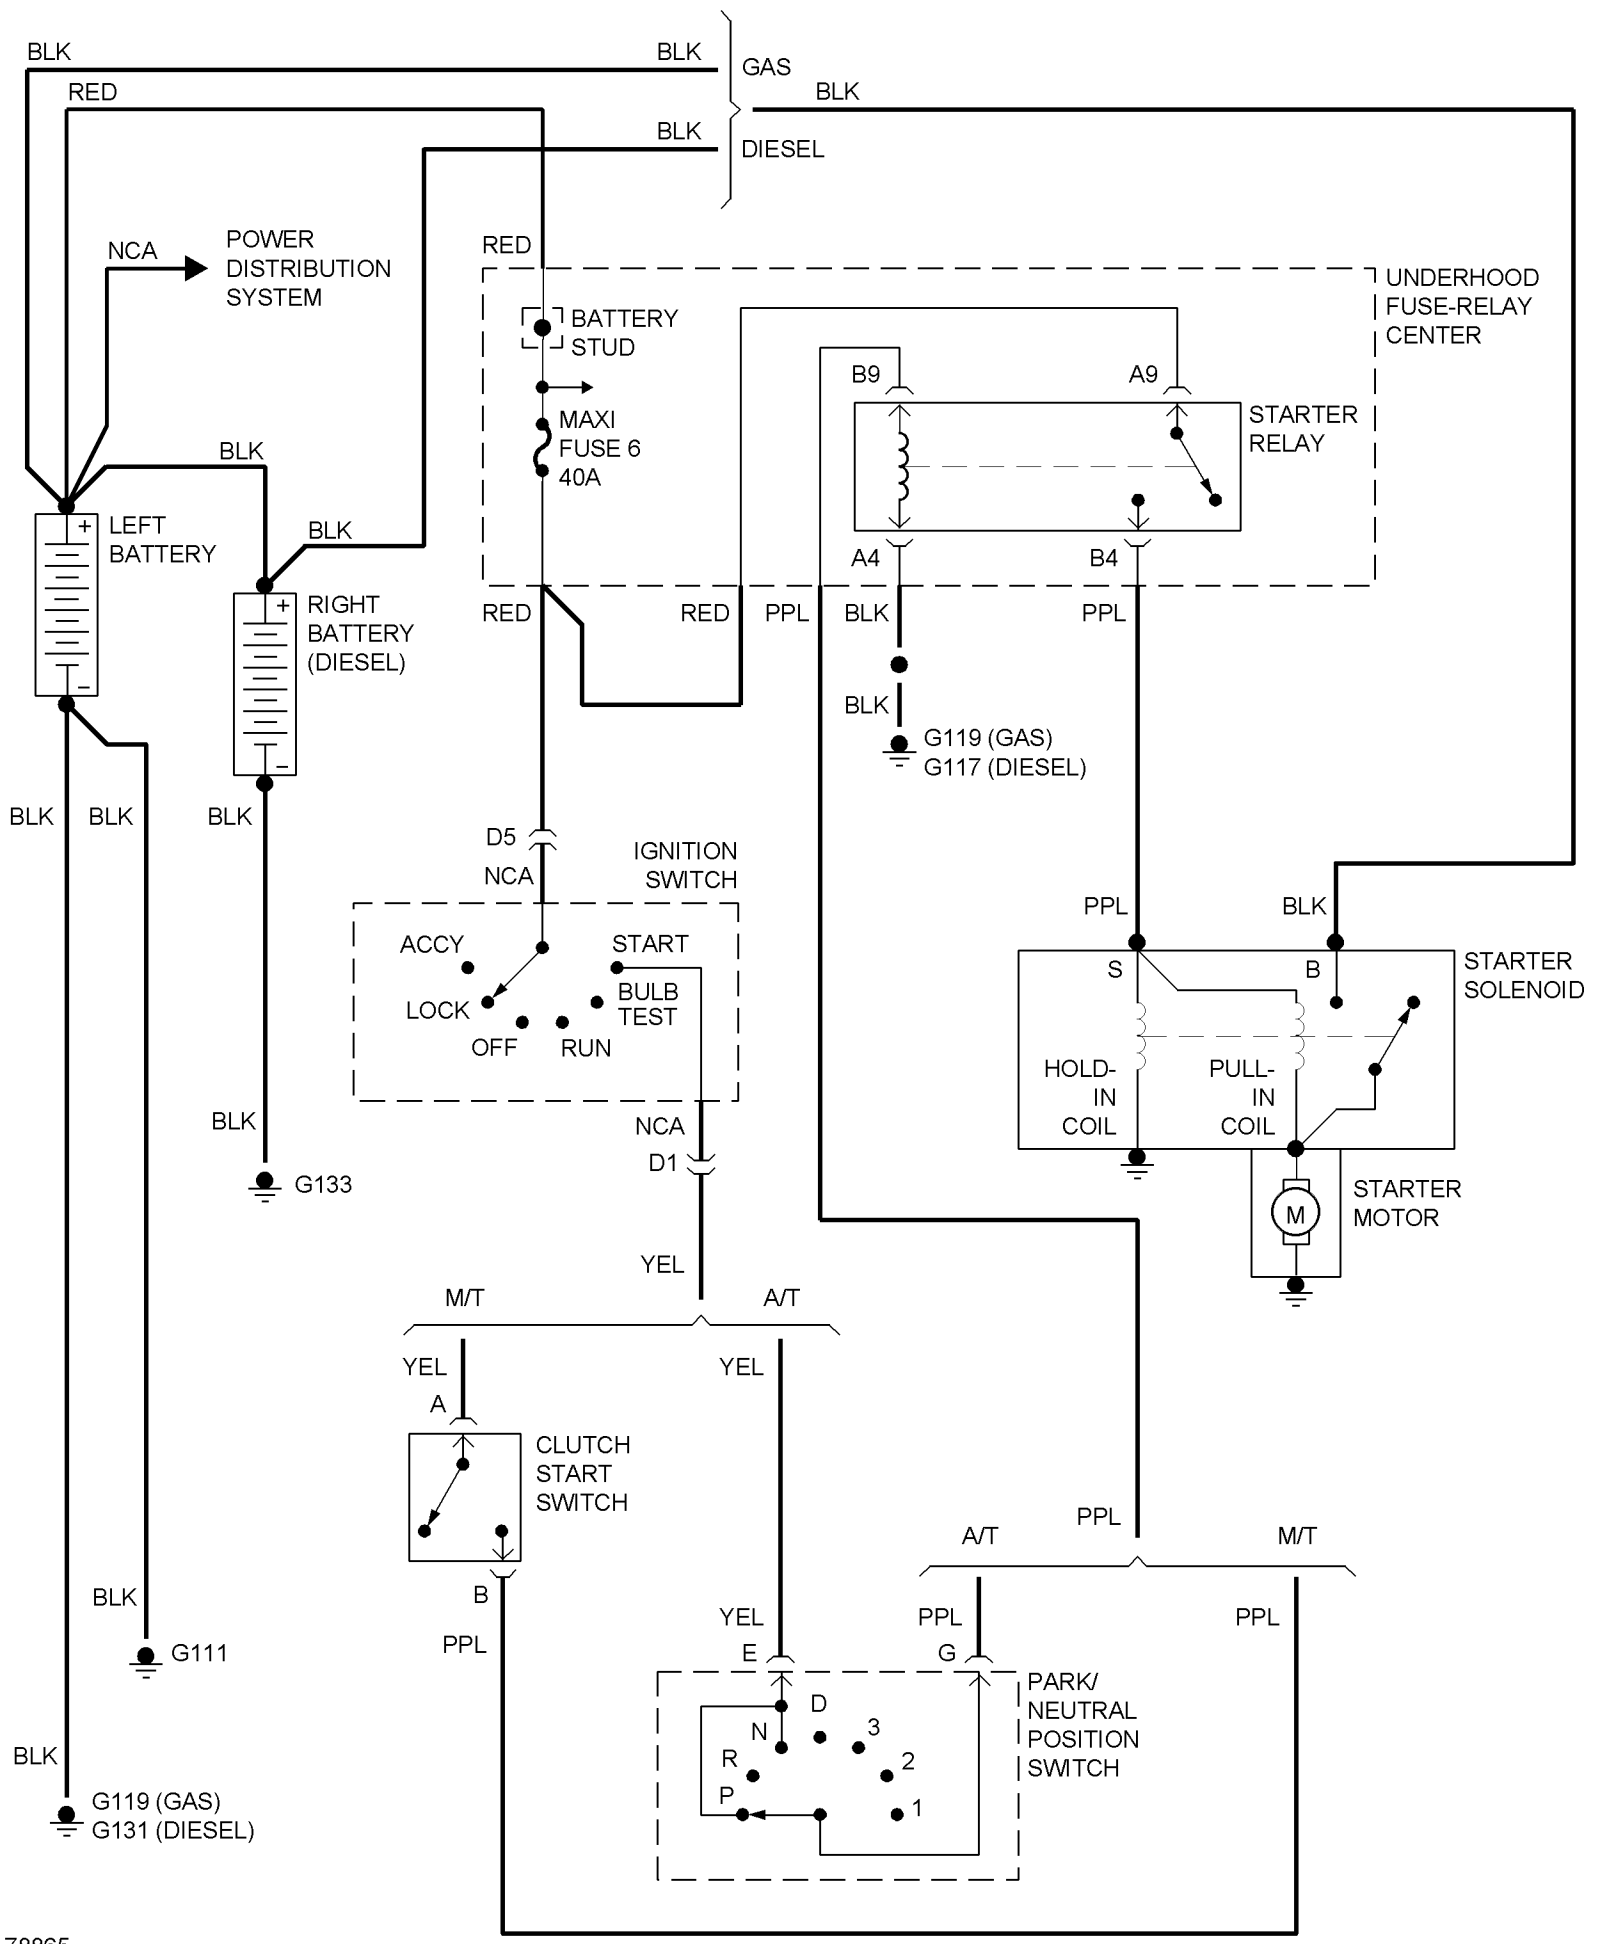 BLK
BLK
GAS
RED
BLK
BLK
DIESEL
NCA
POWER
DISTRIBUTION
SYSTEM
RED
UNDERHOOD
FUSE-RELAY
CENTER
BATTERY
STUD
B9
A9
MAXI
FUSE 6
40A
STARTER
RELAY
BLK
BLK
+
LEFT
BATTERY
A4
B4
+
RIGHT
BATTERY
(DIESEL)
RED
RED
PPL
BLK
PPL
–
BLK
G119 (GAS)
G117 (DIESEL)
–
BLK
BLK
BLK
D5
NCA
IGNITION
SWITCH
PPL
BLK
ACCY
START
LOCK
BULB
TEST
OFF
RUN
S
B
STARTER
SOLENOID
HOLD-
IN
COIL
PULL-
IN
COIL
BLK
NCA
D1
G133
STARTER
MOTOR
M
YEL
M/T
A/T
YEL
YEL
A
CLUTCH
START
SWITCH
B
PPL
PPL
A/T
M/T
BLK
YEL
PPL
PPL
G111
E
G
PARK/
NEUTRAL
POSITION
SWITCH
D
N
3
R
2
P
1
BLK
G119 (GAS)
G131 (DIESEL)